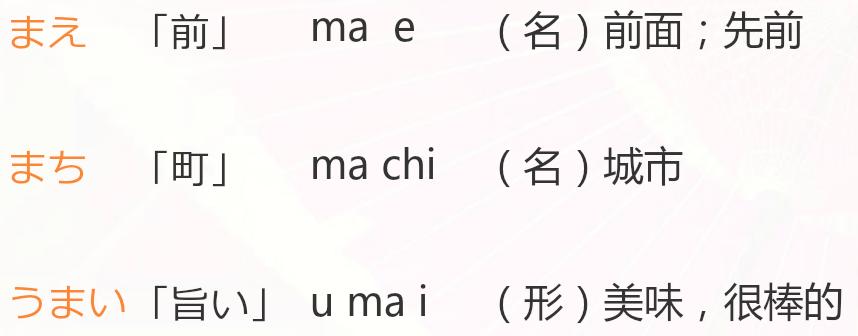 まえ 「前」 ma e （名）前面；先前
まち 「町」 ma chi （名）城市
うまい「旨い」 u ma i （形）美味，很棒的